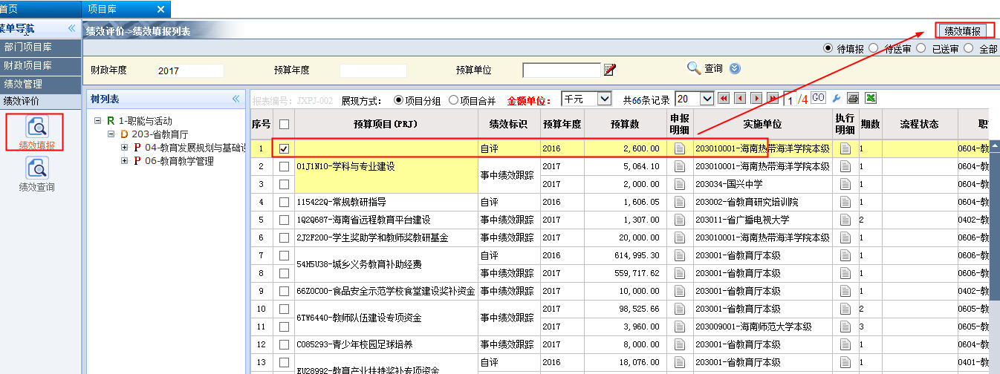 首页 项目库
菜单导航
绩效评价->绩效填报列表 绩效填报
部门项目库
财政项目库
绩效管理
绩效评价
绩效填报
绩效查询
待填报 待送审 已送审 全部
财政年度 2017 预算年度 预算单位 查询
树列表
R 1-职能与活动
D 203-省教育厅
P 04-教育发展规划与基础设
P 06-教育教学管理
报表编号: JXPJ-002 展现方式: 项目分组 项目合并 金额单位: 千元 共66条记录 20 1 /4 GO
序号 预算项目(PRJ) 绩效标识 预算年度 预算数 申报明细 实施单位 执行明细 期数 流程状态 职
1 自评 2016 2,600.00 203010001-海南热带海洋学院本级 1 0604-教
2 01J1N10-学科与专业建设 事中绩效跟踪 2017 5,064.10 203010001-海南热带海洋学院本级 1 0604-教
3 2017 2,000.00 203034-国兴中学 1 0604-教
4 115422Q-常规教研指导 自评 2016 1,606.05 203002-省教育研究培训院 1 0604-教
5 1Q2Q687-海南省远程教育平台建设 事中绩效跟踪 2017 1,307.00 203011-省广播电视大学 2 0402-教
6 2J2F200-学生奖助学和教师奖教研基金 事中绩效跟踪 2017 20,000.00 203010001-海南热带海洋学院本级 1 0606-教
7 54H5U38-城乡义务教育补助经费 自评 2016 614,995.30 203001-省教育厅本级 1 0606-教
8 事中绩效跟踪 2017 559,717.62 203001-省教育厅本级 1 0606-教
9 66Z0C00-食品安全示范学校食堂建设奖补资金 事中绩效跟踪 2017 10,000.00 203001-省教育厅本级 1 0402-教
10 6TW6440-教师队伍建设专项资金 事中绩效跟踪 2017 98,525.66 203001-省教育厅本级 2 0605-教
11 2017 3,960.00 203009001-海南师范大学本级 3 0605-教
12 C085293-青少年校园足球培养 事中绩效跟踪 2017 8,000.00 203001-省教育厅本级 1 0604-教
13 EU28992-教育产业扶持奖补专项资金 自评 2016 18,076.00 203001-省教育厅本级 1 0401-教